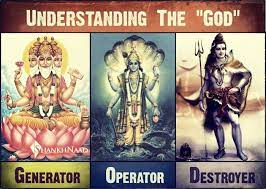 Understanding The "God"
ShankhNaad
Generator
Operator
Destroyer